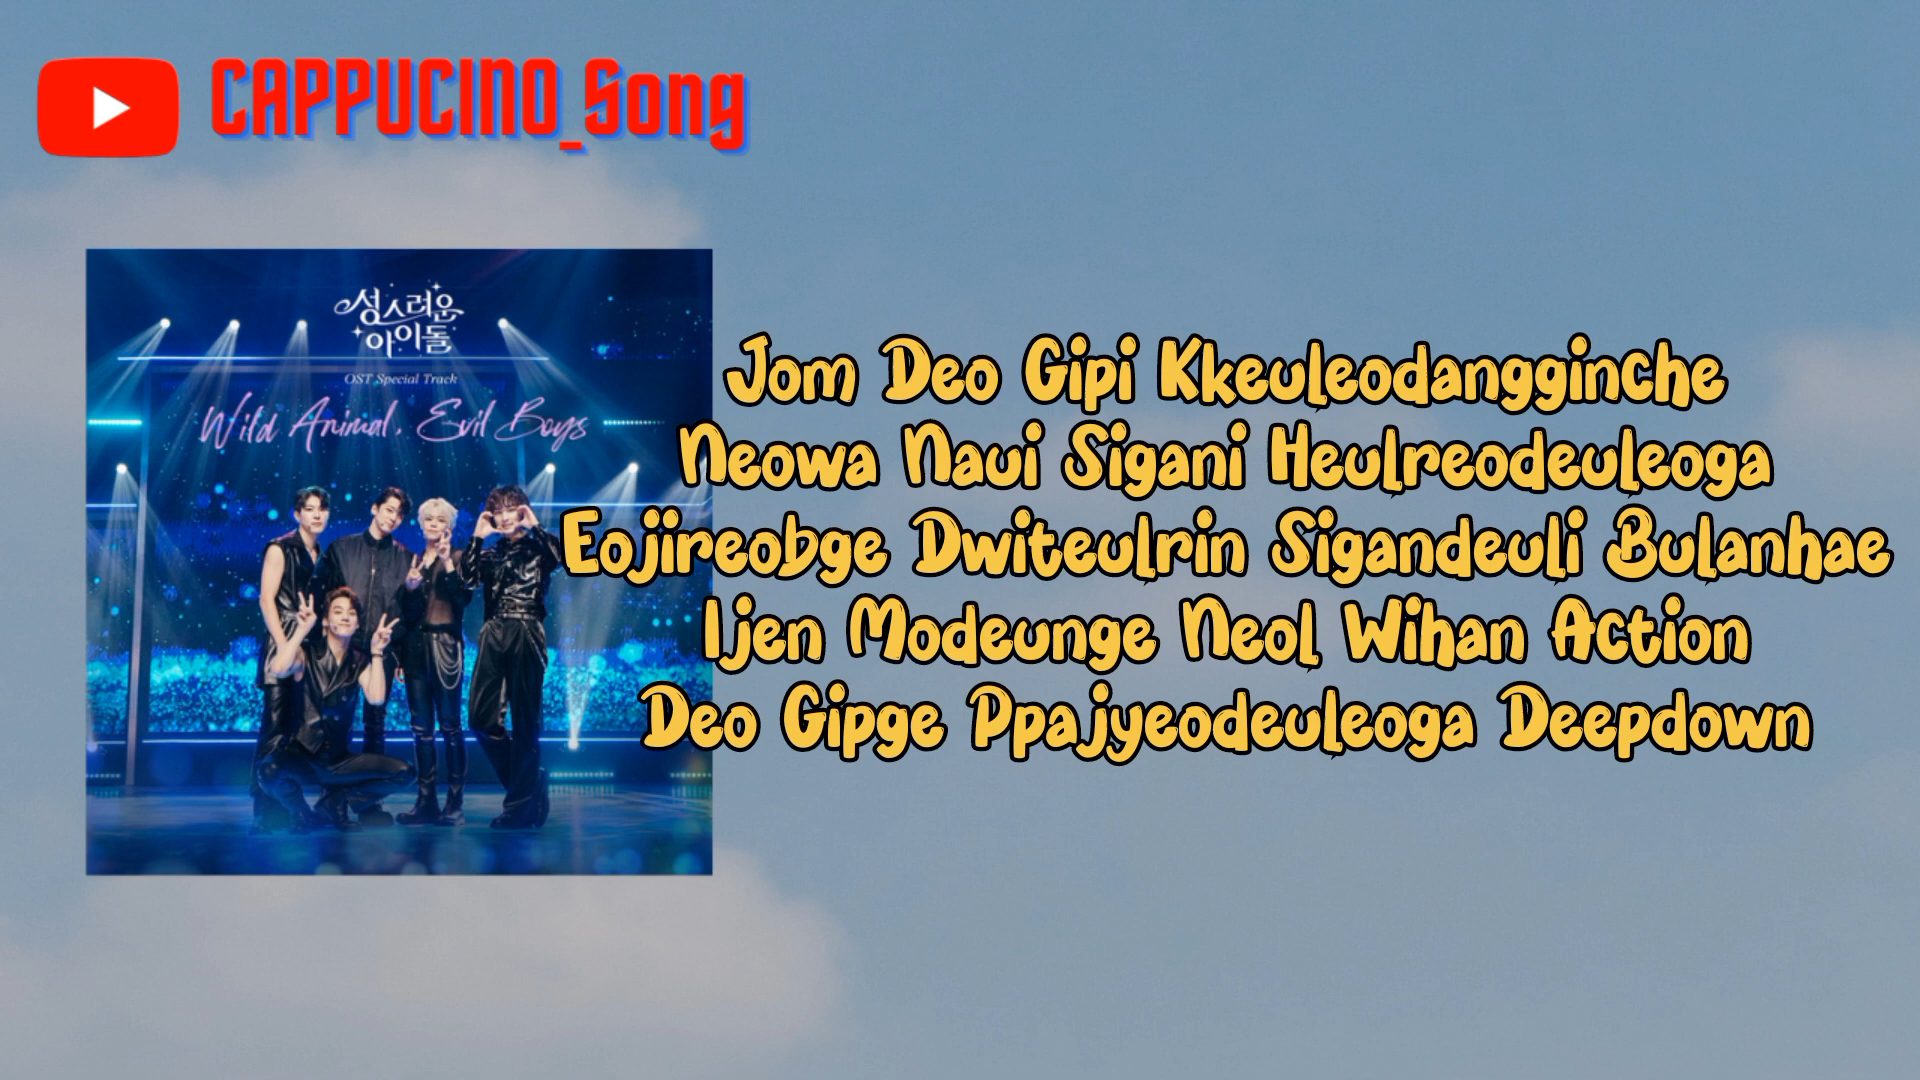 CAPPUCINO_Song
성스러운
아이돌
OST Special Track
Wild Animal, Evil Boys
Jom Deo Gipi Kkeuleodangginche
Neowa Naui Sigani Heulreodeuleoga
Eojireobge Dwiteulrin Sigandeuli Bulanhae
Ijen Modeunge Neol Wihan Action
Deo Gipge Ppajyeodeuleoga Deepdown